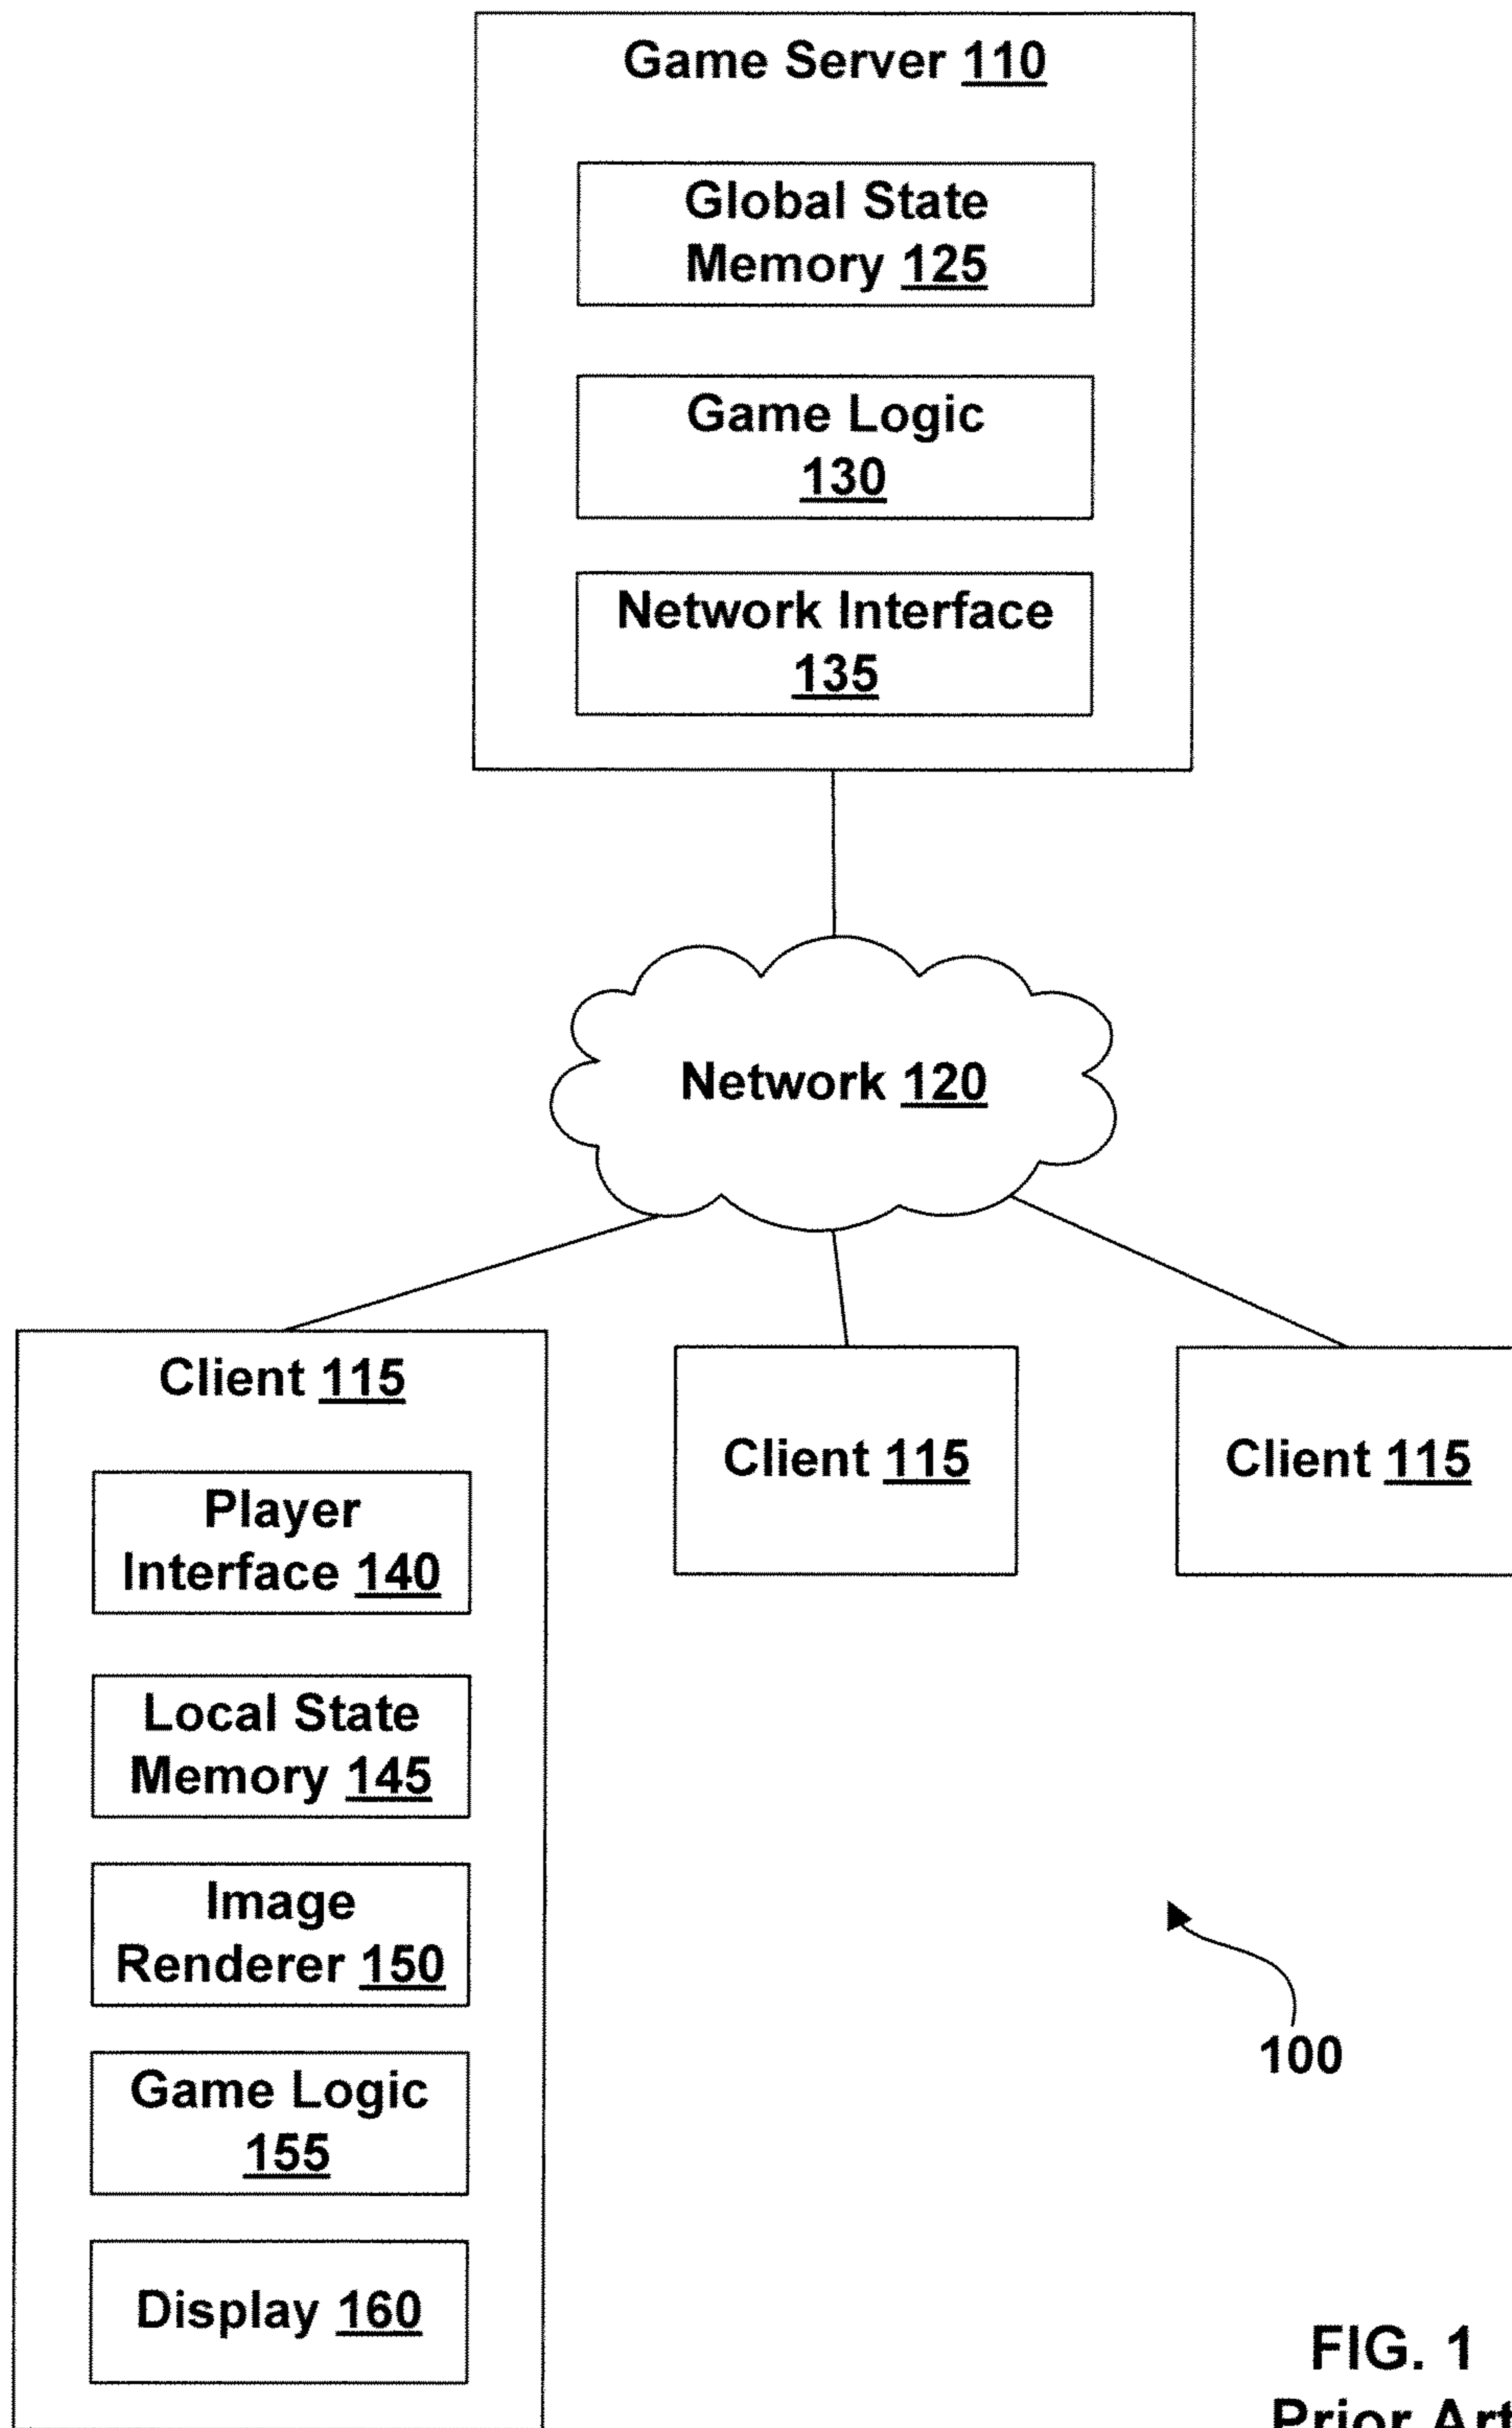 Game Server 110
Global State
Memory 125
Game Logic
130
Network Interface
135
Network 120
Client 115
Player
Interface 140
Local State
Memory 145
Image
Renderer 150
Game Logic
155
Display 160
Client 115
Client 115
100
FIG. 1
Prior Art